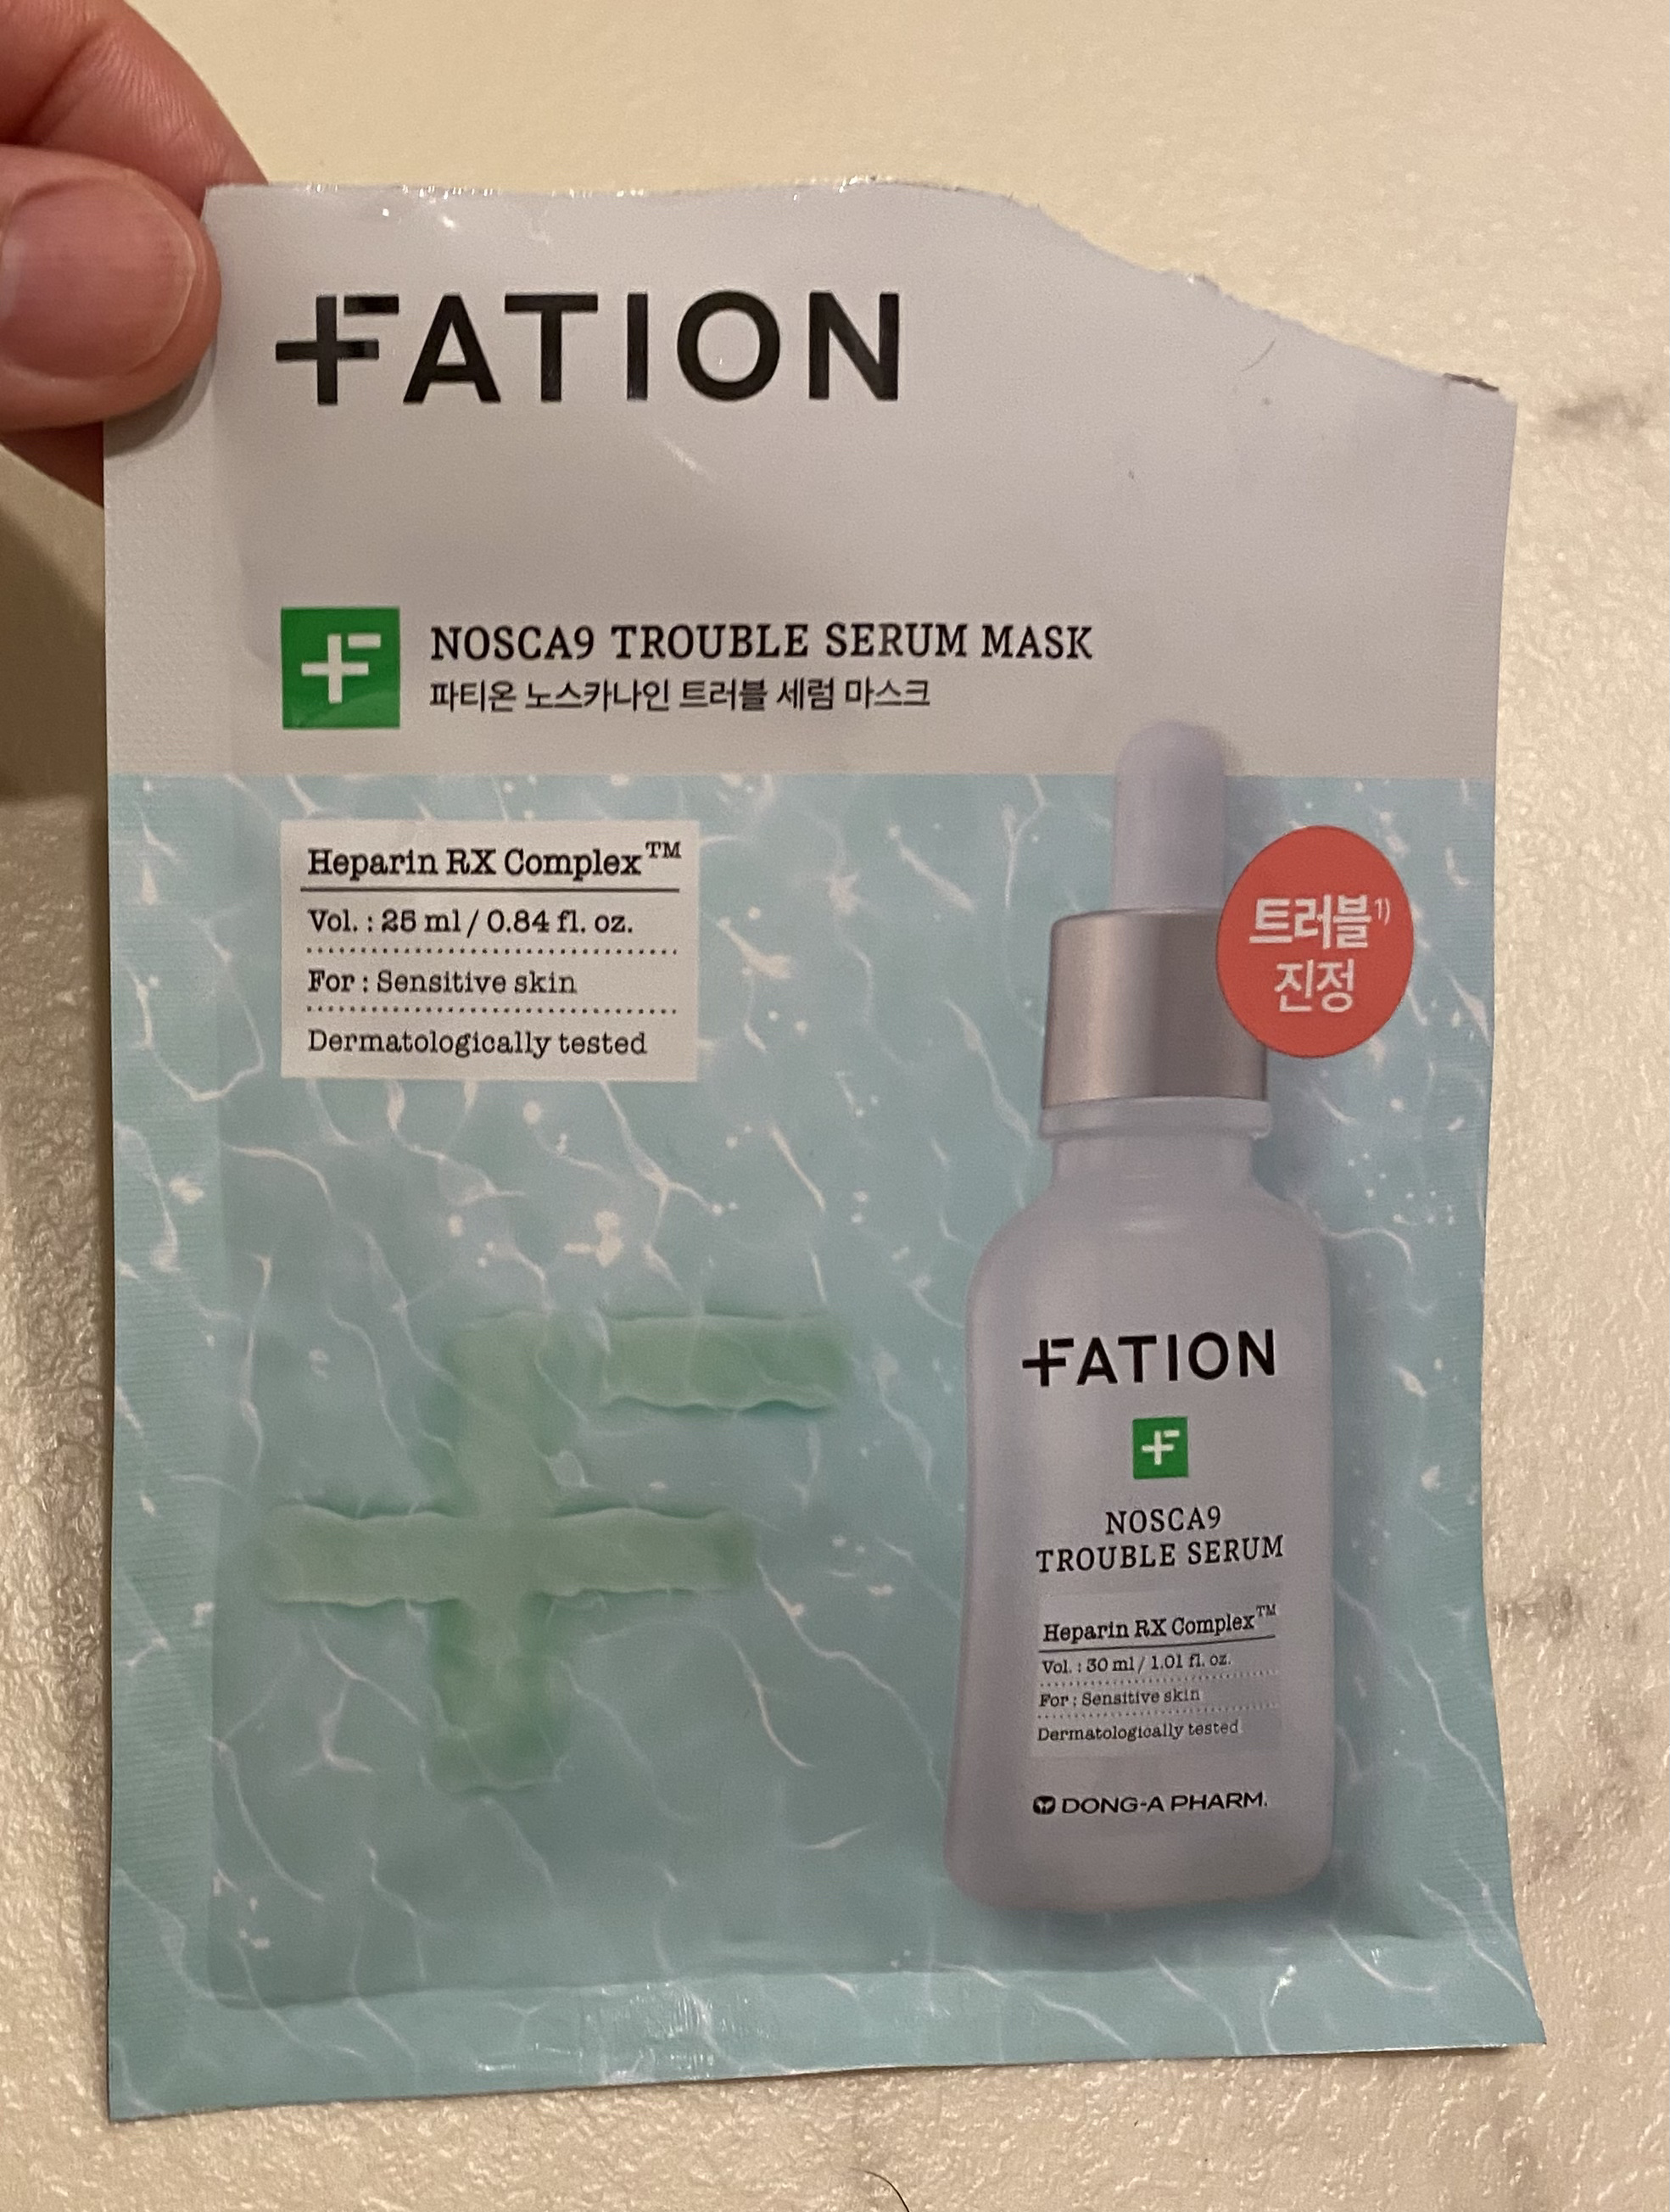 FATION
NOSCA9 TROUBLE SERUM MASK
파티온 노스카나인 트러블 세럼 마스크
Heparin RX Complex™
Vol. : 25 ml / 0.84 fl. oz.
For : Sensitive skin
Dermatologically tested
트러블¹⁾
진정
FATION
NOSCA9
TROUBLE SERUM
Heparin RX Complex™
Vol. : 30 ml / 1.01 fl. oz.
For : Sensitive skin
Dermatologically tested
DONG-A PHARM.